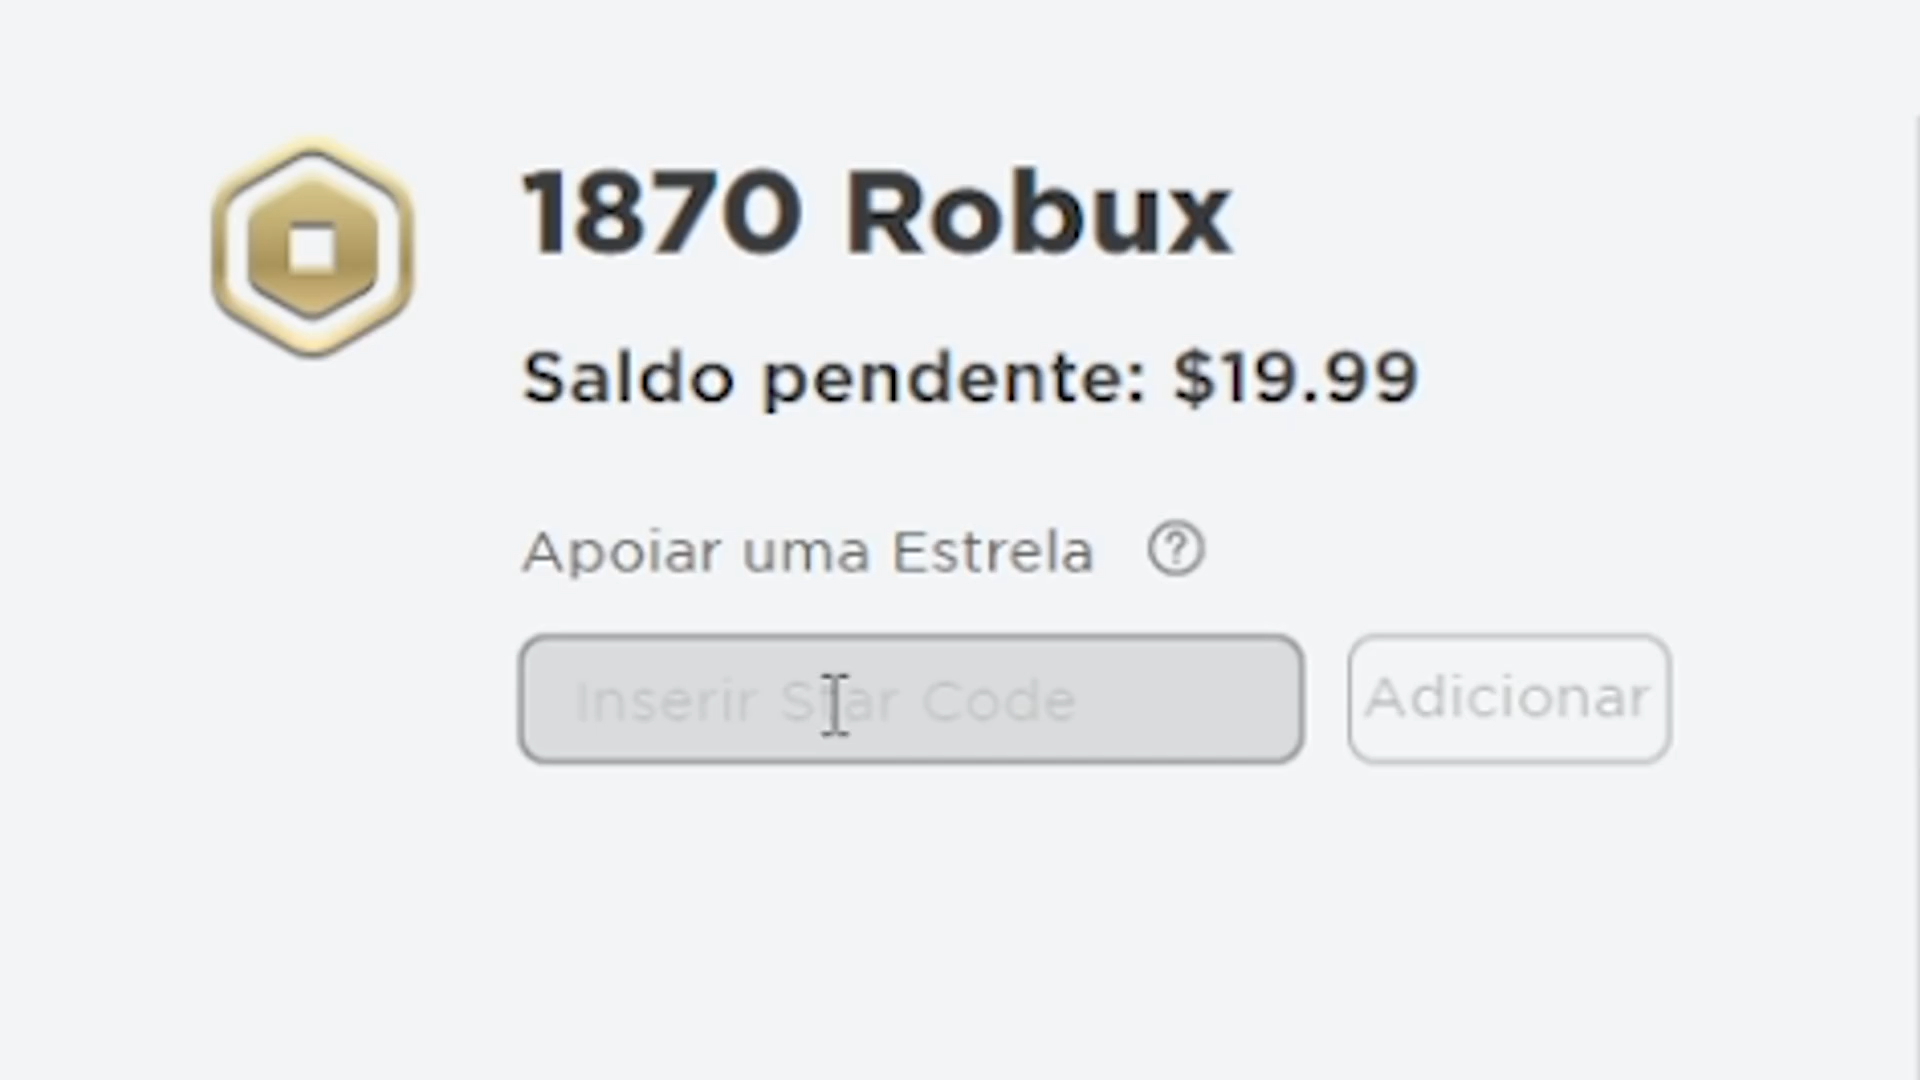 1870 Robux
Saldo pendente: $19.99
Apoiar uma Estrela ?
Inserir Star Code
Adicionar